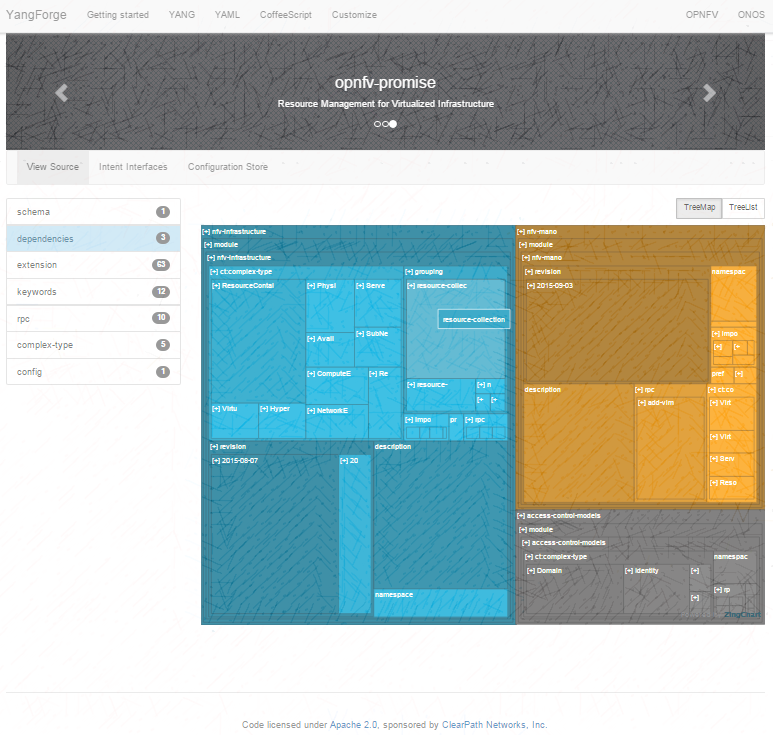 YangForge Getting started YANG YAML CoffeeScript Customize OPNFV ONOS
opnfv-promise
Resource Management for Virtualized Infrastructure
View Source Intent Interfaces Configuration Store
schema 1
dependencies 3
extension 63
keywords 12
rpc 10
complex-type 5
config 1
TreeMap TreeList
[+] nfv-infrastructure
[+] module
[+] nfv-infrastructure
[+] ct:complex-type
[+] ResourceContai
[+] Physi
[+] Serve
[+] Avail
[+] SubNe
[+] ComputeE
[+] Re
[+] Virtu
[+] Hyper
[+] NetworkE
[+] grouping
[+] resource-collec
resource-collection
[+] resource-
[+] n
[+
[+
[+] impo
pr
[+] rpc
[+] revision
[+] 2015-08-07
[+] 20
description
namespace
[+] nfv-mano
[+] module
[+] nfv-mano
[+] revision
[+] 2015-09-03
namespac
[+] impo
[+]
[+
pref
[+]
description
[+] rpc
[+] add-vim
[+] ct:co
[+] Virt
[+] Virt
[+] Serv
[+] Reso
[+] access-control-models
[+] module
[+] access-control-models
[+] ct:complex-type
[+] Domain
[+] Identity
[+]
[+]
namespac
[+] rp
ZingChart
Code licensed under Apache 2.0, sponsored by ClearPath Networks, Inc.